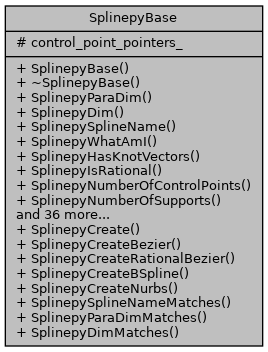 SplinepyBase
# control_point_pointers_
+ SplinepyBase()
+ ~SplinepyBase()
+ SplinepyParaDim()
+ SplinepyDim()
+ SplinepySplineName()
+ SplinepyWhatAmI()
+ SplinepyHasKnotVectors()
+ SplinepyIsRational()
+ SplinepyNumberOfControlPoints()
+ SplinepyNumberOfSupports()
and 36 more...
+ SplinepyCreate()
+ SplinepyCreateBezier()
+ SplinepyCreateRationalBezier()
+ SplinepyCreateBSpline()
+ SplinepyCreateNurbs()
+ SplinepySplineNameMatches()
+ SplinepyParaDimMatches()
+ SplinepyDimMatches()